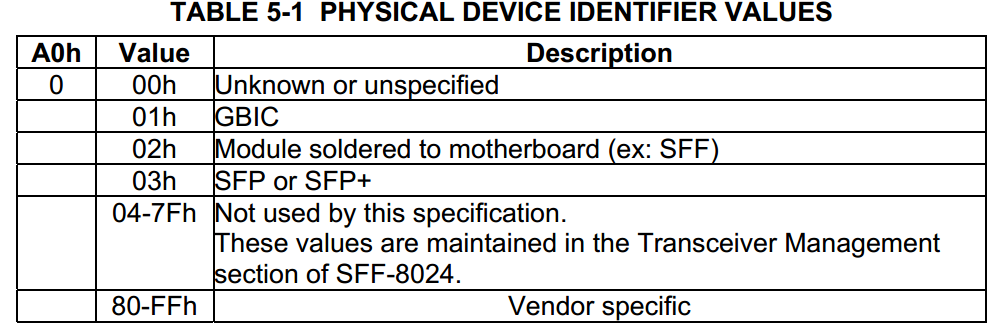 TABLE 5-1 PHYSICAL DEVICE IDENTIFIER VALUES
A0h Value Description
0 00h Unknown or unspecified
01h GBIC
02h Module soldered to motherboard (ex: SFF)
03h SFP or SFP+
04-7Fh Not used by this specification.
These values are maintained in the Transceiver Management
section of SFF-8024.
80-FFh Vendor specific